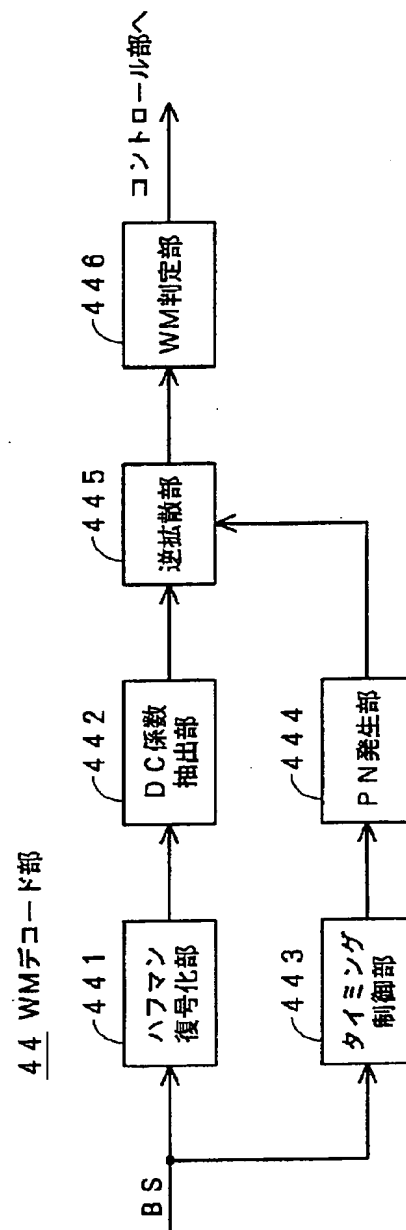 44 WMデコード部
BS
441
ハフマン
復号化部
442
DC係数
抽出部
443
タイミング
制御部
444
PN発生部
445
逆拡散部
446
WM判定部
コントロール部へ